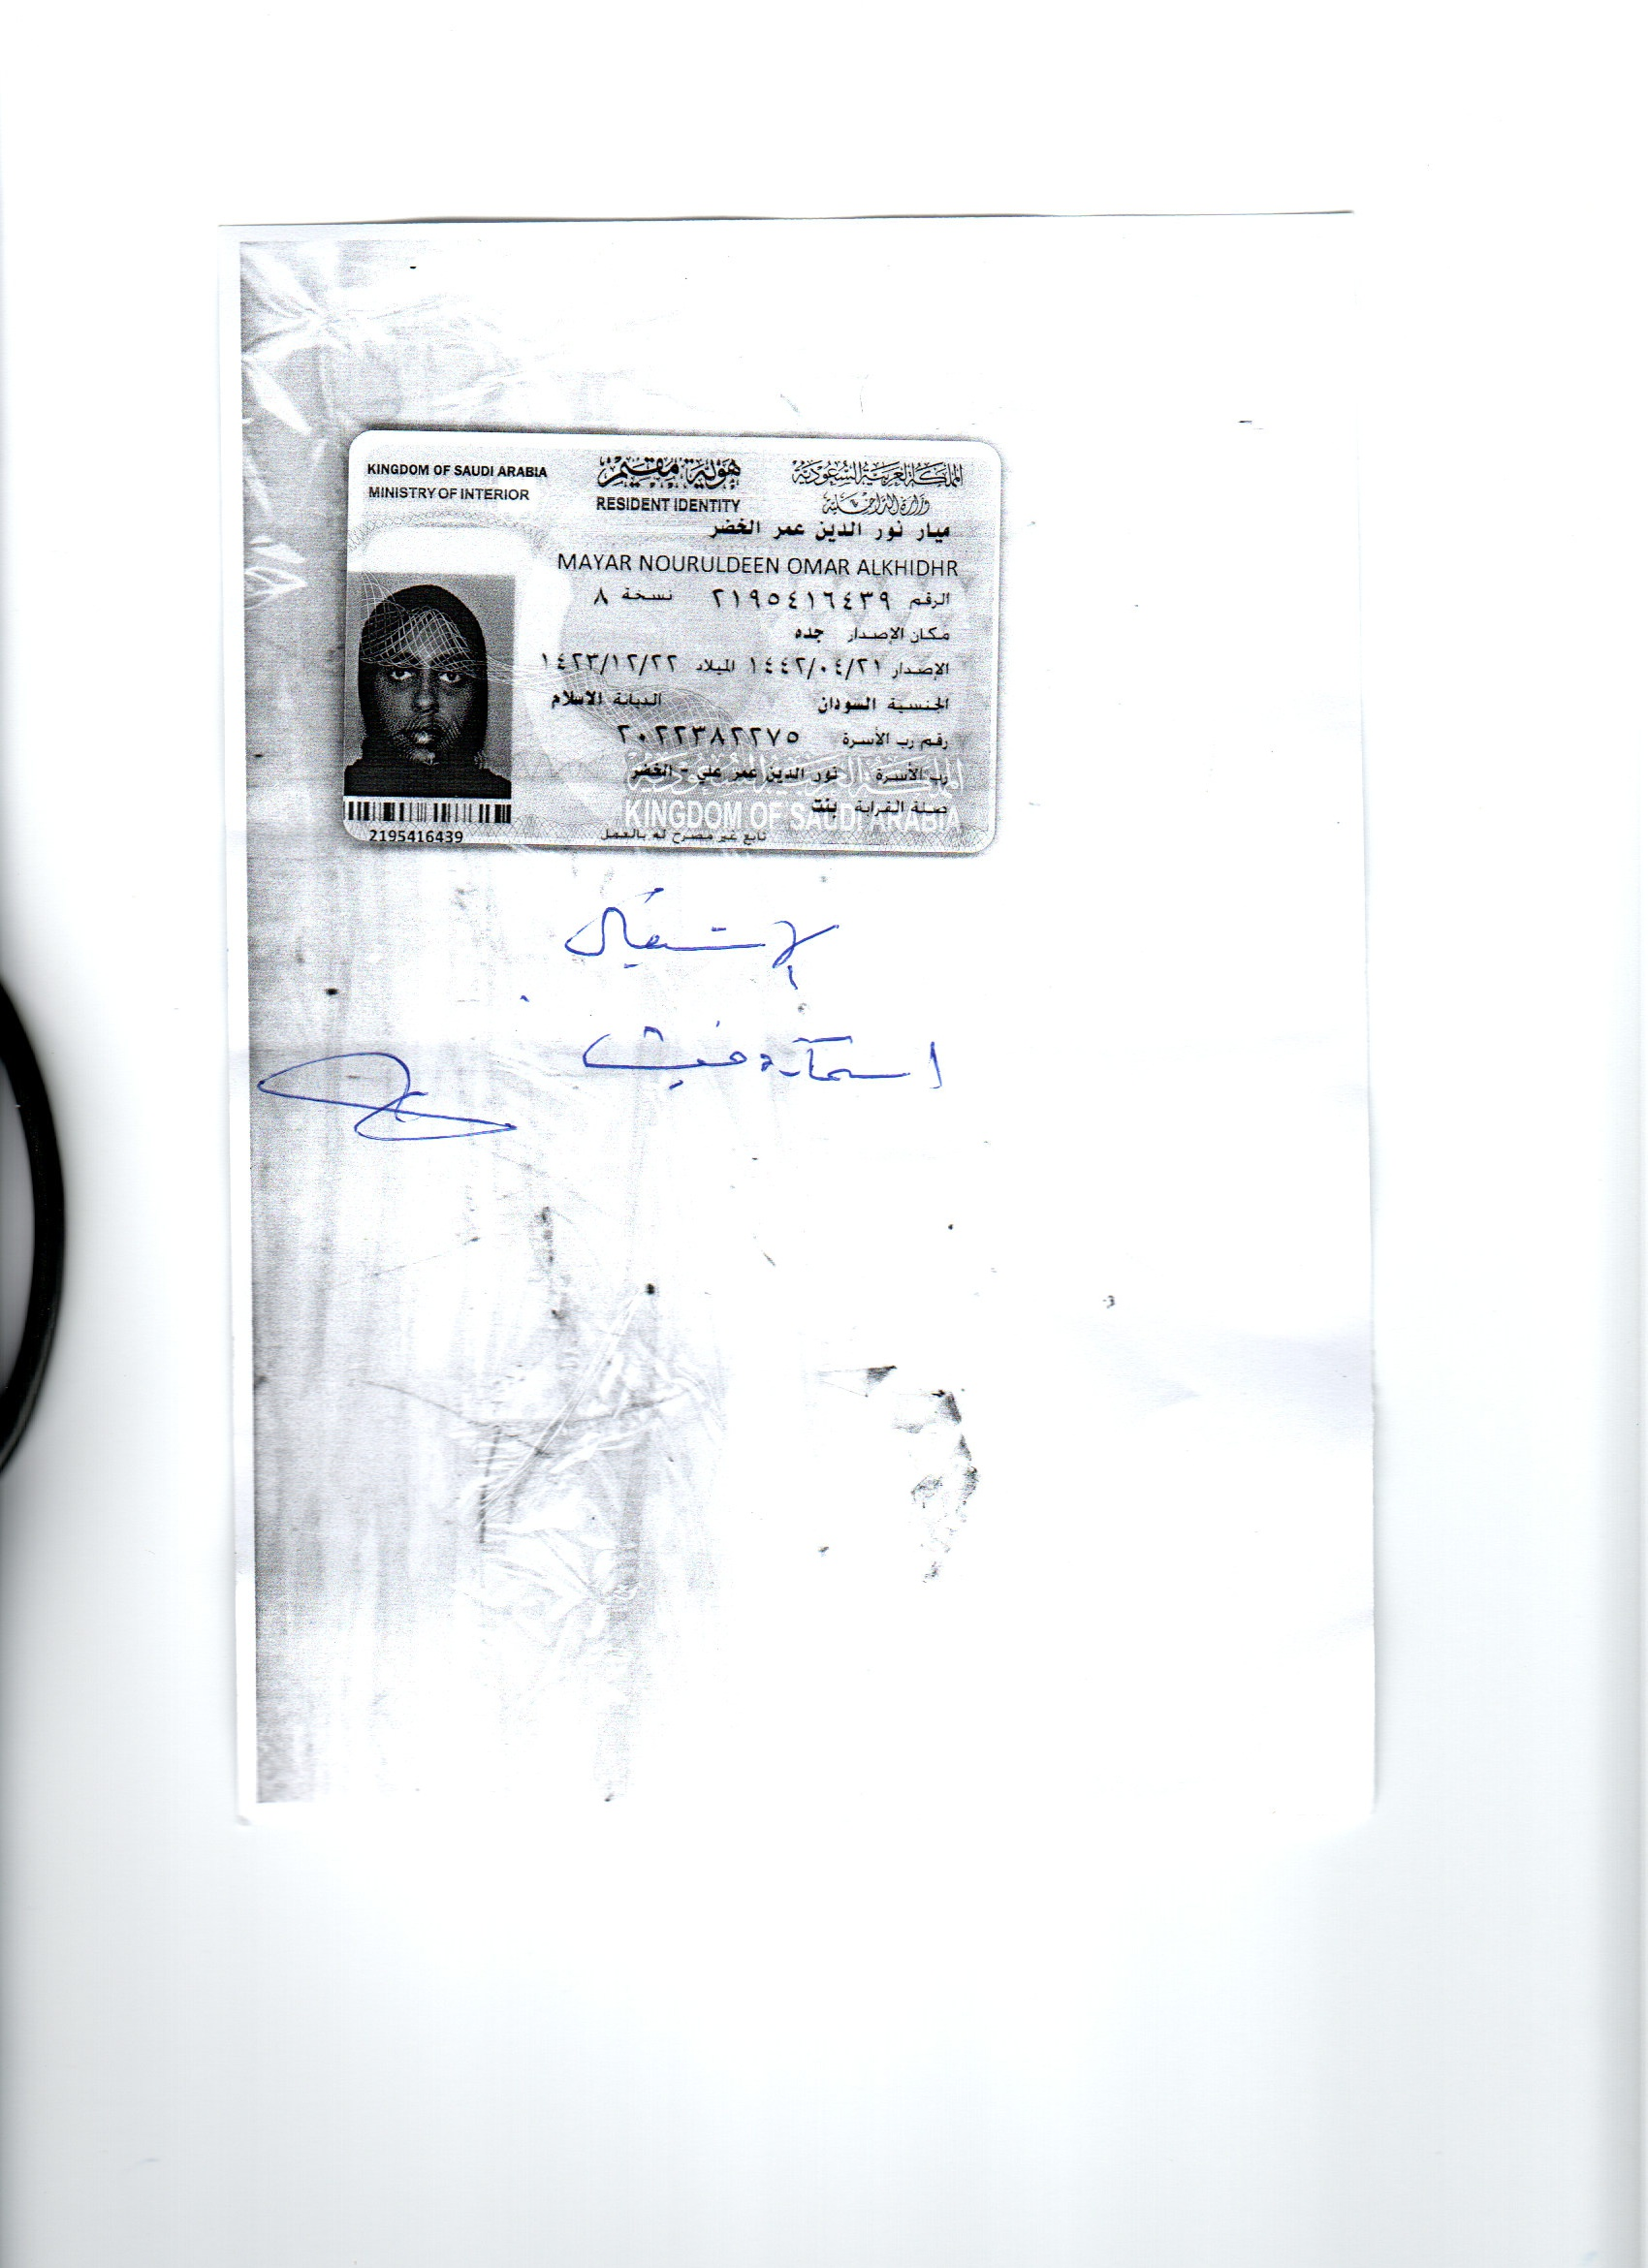 KINGDOM OF SAUDI ARABIA
MINISTRY OF INTERIOR
هوية مقيم
RESIDENT IDENTITY
المملكة العربية السعودية
وزارة الداخلية
ميار نور الدين عمر الخضر
MAYAR NOURULDEEN OMAR ALKHIDHR
الرقم ٢١٩٥٤١٦٤٣٩ نسخة ٨
مكان الإصدار جده
الإصدار ١٤٤٢/٠٤/٢١ الميلاد ١٤٢٣/١٢/٢٢
الجنسية السودان الديانة الاسلام
رقم رب الأسرة ٢٠٢٢٣٨٢٢٧٥
رب الأسرة نور الدين عمر علي - الخضر
صلة القرابة بنت
المملكة العربية السعودية
KINGDOM OF SAUDI ARABIA
تابع غير مصرح له بالعمل
2195416439